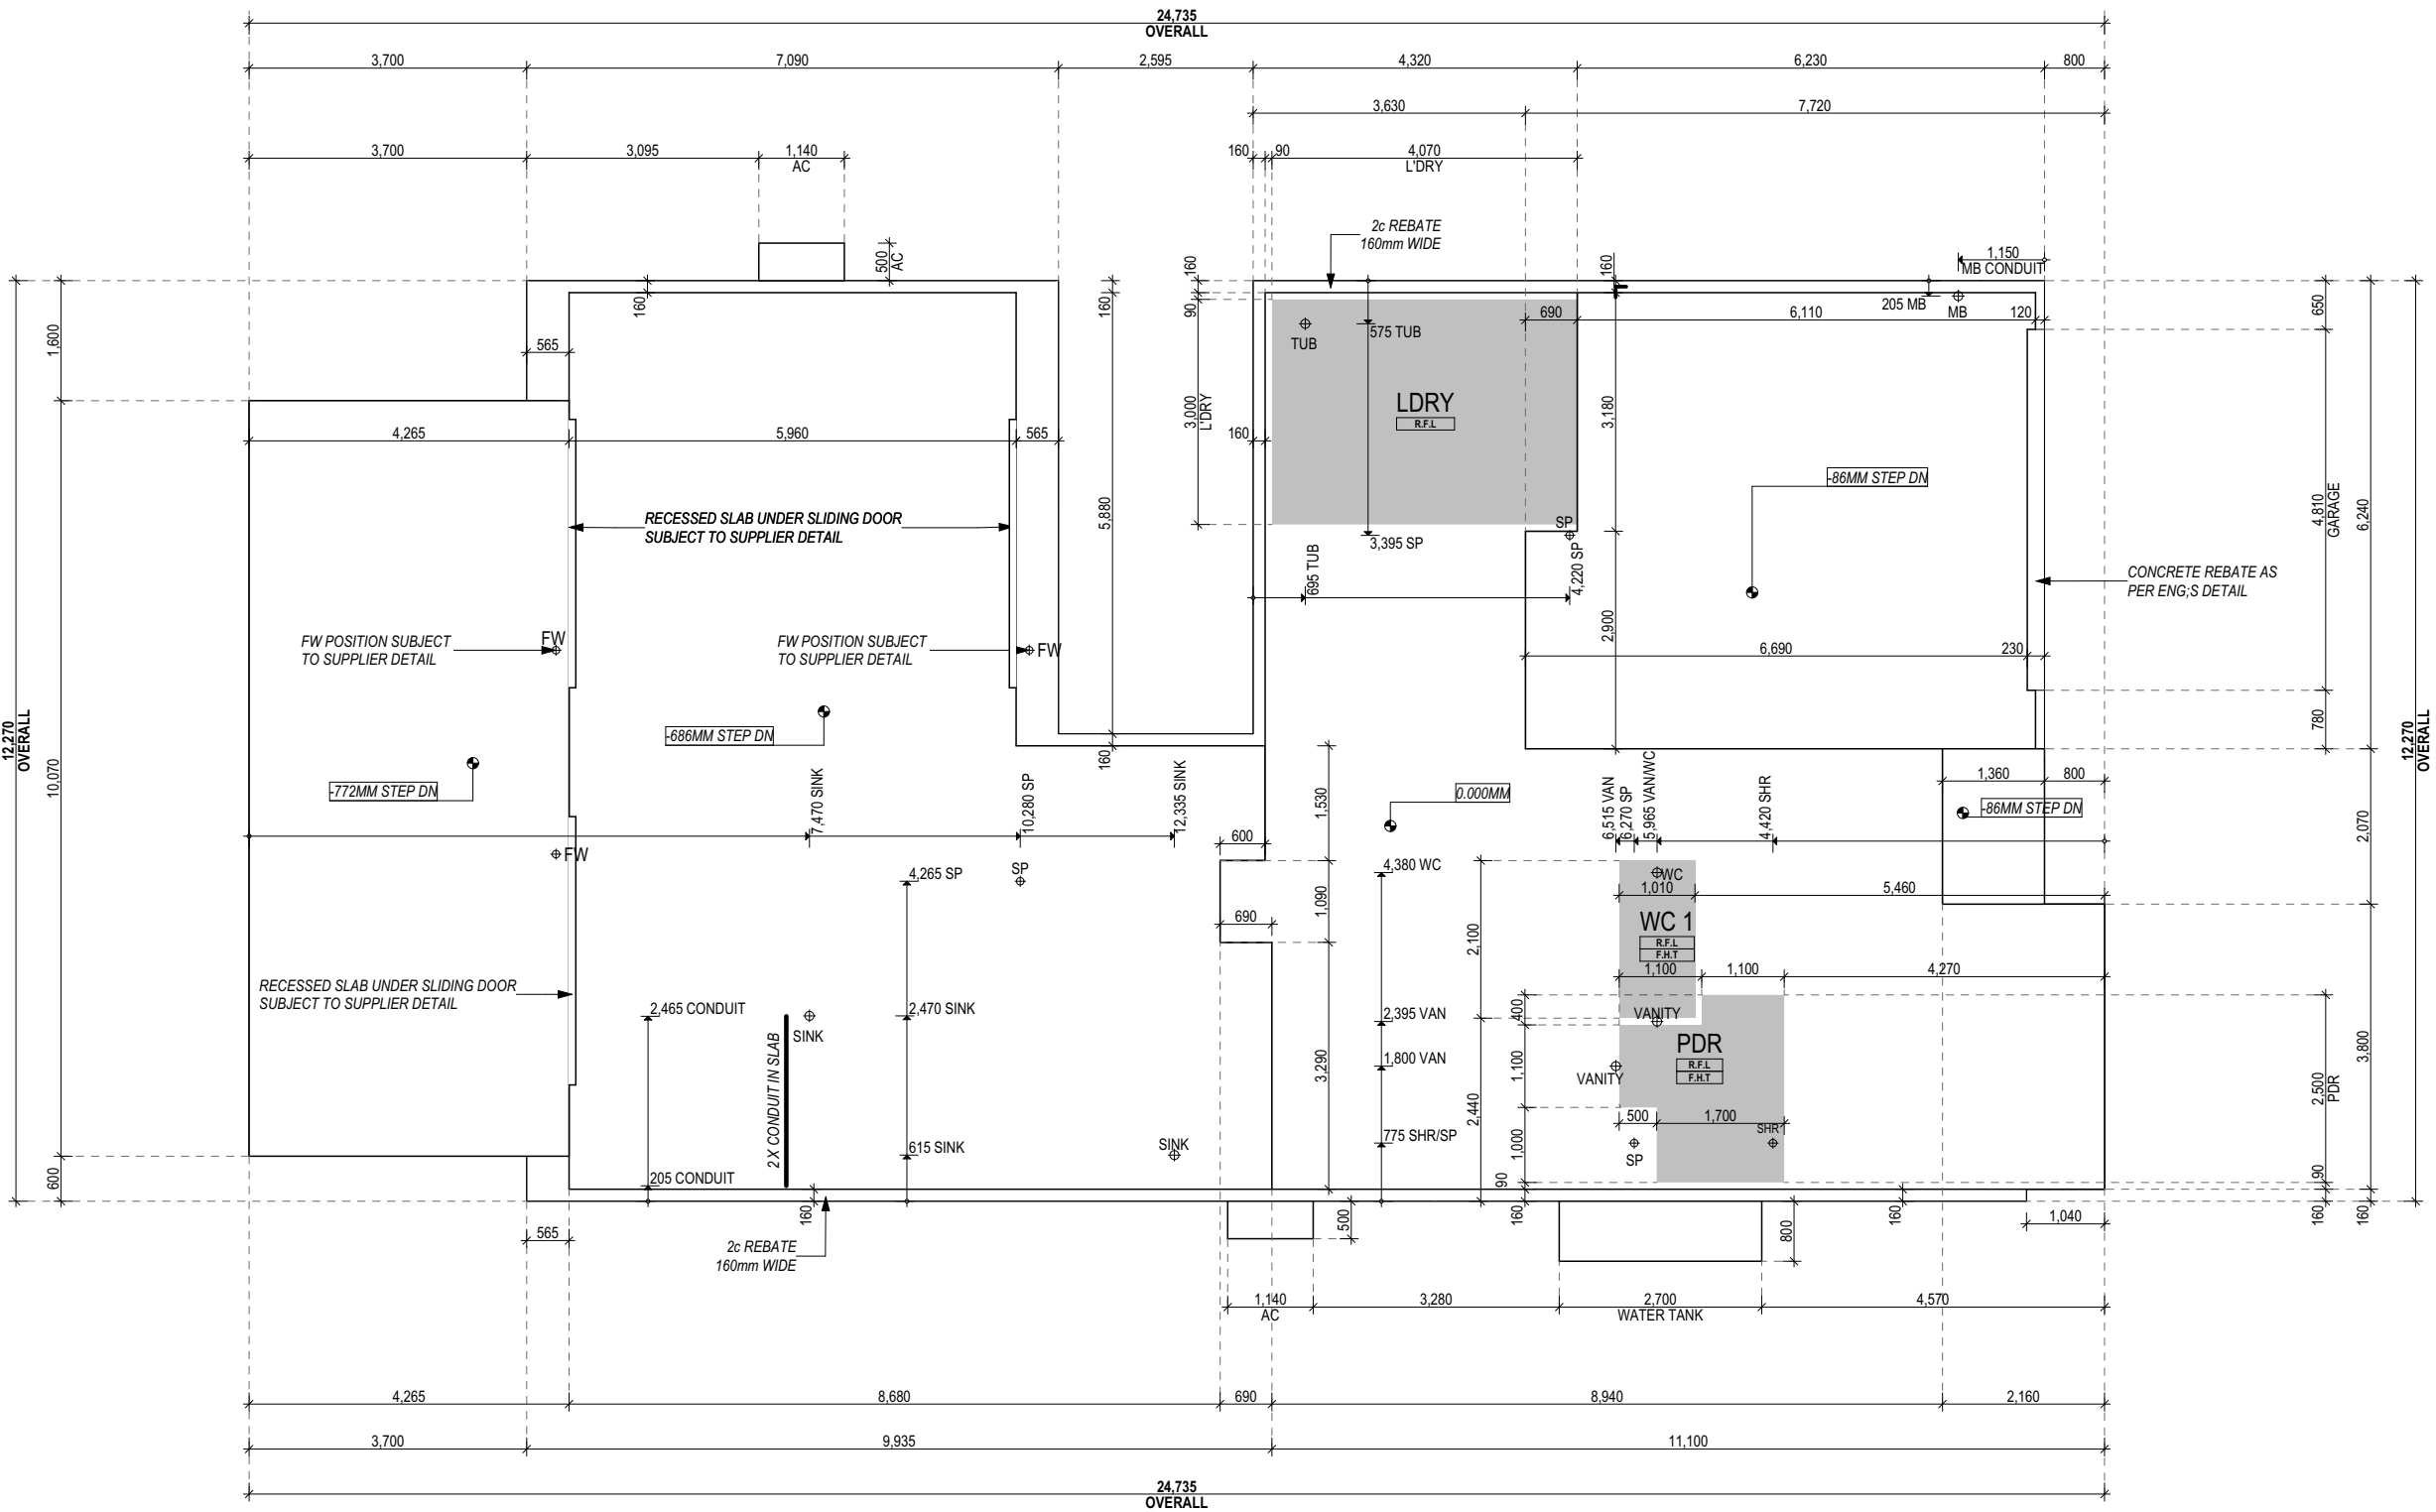 24,735
OVERALL
3,700
7,090
2,595
4,320
6,230
800
3,630
7,720
3,700
3,095
1,140
AC
160
90
4,070
L'DRY
2c REBATE
160mm WIDE
500
AC
160
1,150
MB CONDUIT
160
160
160
90
160
205 MB
MB
690
6,110
120
650
575 TUB
TUB
1,600
565
LDRY
R.F.L
3,000
L'DRY
3,180
4,265
5,960
565
160
-86MM STEP DN
4,810
GARAGE
6,240
RECESSED SLAB UNDER SLIDING DOOR
SUBJECT TO SUPPLIER DETAIL
5,880
SP
3,395 SP
695 TUB
4,220 SP
CONCRETE REBATE AS
PER ENG;S DETAIL
FW POSITION SUBJECT
TO SUPPLIER DETAIL
FW
FW POSITION SUBJECT
TO SUPPLIER DETAIL
FW
2,900
6,690
230
12,270
OVERALL
10,070
-686MM STEP DN
160
780
12,270
OVERALL
-772MM STEP DN
7,470 SINK
10,280 SP
12,335 SINK
1,530
0.000MM
6,515 VAN
6,270 SP
5,965 VAN/WC
4,420 SHR
1,360
800
-86MM STEP DN
2,070
FW
600
SP
4,265 SP
4,380 WC
WC
1,010
5,460
1,090
690
WC 1
R.F.L
F.H.T
2,100
1,100
1,100
4,270
RECESSED SLAB UNDER SLIDING DOOR
SUBJECT TO SUPPLIER DETAIL
2,465 CONDUIT
2,470 SINK
SINK
2 X CONDUIT IN SLAB
2,395 VAN
400
VANITY
PDR
R.F.L
F.H.T
3,290
1,800 VAN
1,100
VANITY
2,440
2,500
PDR
3,800
500
1,700
615 SINK
SINK
775 SHR/SP
1,000
SP
SHR
205 CONDUIT
600
90
90
160
160
160
160
160
565
2c REBATE
160mm WIDE
500
800
1,040
1,140
AC
3,280
2,700
WATER TANK
4,570
4,265
8,680
690
8,940
2,160
3,700
9,935
11,100
24,735
OVERALL